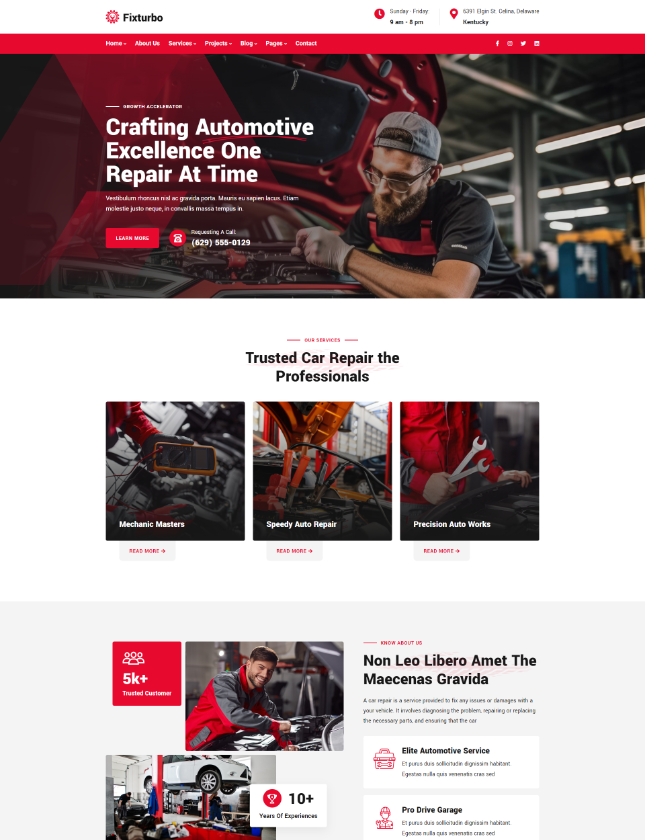 Fixturbo
Sunday - Friday
9 am - 8 pm
6391 Elgin St. Celina, Delaware
Kentucky
Home
About Us
Services
Projects
Blog
Pages
Contact
GROWTH ACCELERATOR
Crafting Automotive
Excellence One
Repair At Time
Vestibulum rhoncus nisl ac gravida porta. Mauris eu sapien lacus. Etiam
molestie justo neque, in convallis massa tempus in.
LEARN MORE
Requesting A Call:
(629) 555-0129
OUR SERVICES
Trusted Car Repair the
Professionals
Mechanic Masters
Speedy Auto Repair
Precision Auto Works
READ MORE →
READ MORE →
READ MORE →
5k+
Trusted Customer
10+
Years Of Experiences
KNOW ABOUT US
Non Leo Libero Amet The
Maecenas Gravida
A car repair is a service provided to fix any issues or damages with a
your vehicle. It involves diagnosing the problem, repairing or replacing
the necessary parts, and ensuring that the car
Elite Automotive Service
Et purus duis sollicitudin dignissim habitant.
Egestas nulla quis venenatis cras sed
Pro Drive Garage
Et purus duis sollicitudin dignissim habitant.
Egestas nulla quis venenatis cras sed